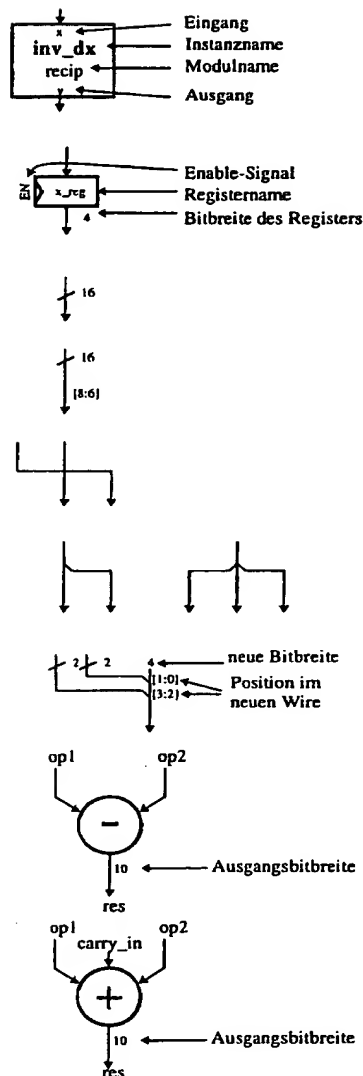 x Eingang
inv_dx Instanzname
recip Modulname
y Ausgang
EN Enable-Signal
x_reg Registername
4 Bitbreite des Registers
16
16
[8:6]
2 2 4 neue Bitbreite
[1:0] Position im
[3:2] neuen Wire
op1 op2
−
10 Ausgangsbitbreite
res
op1 op2
carry_in
+
10 Ausgangsbitbreite
res